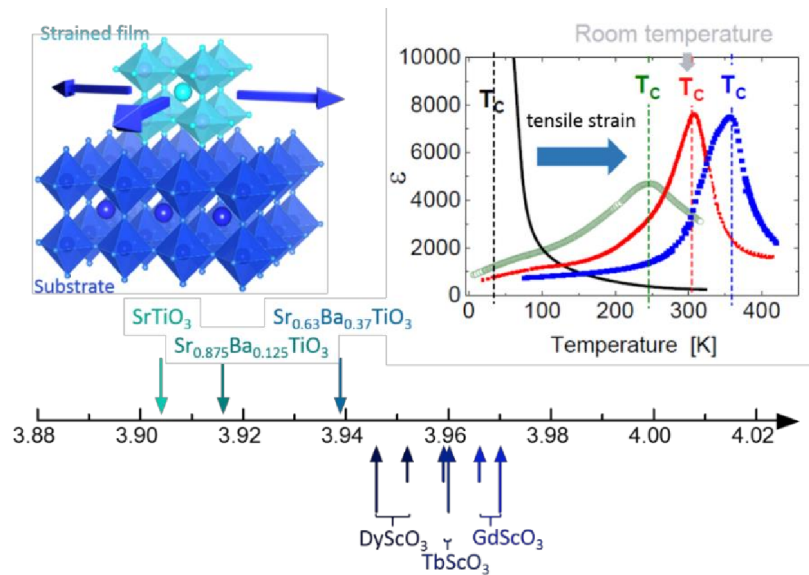 Strained film
Substrate
Room temperature
10000
8000
6000
4000
2000
0
ε
T_C
T_C
T_C
T_C
tensile strain
0 100 200 300 400
Temperature [K]
SrTiO₃
Sr₀.₆₃Ba₀.₃₇TiO₃
Sr₀.₈₇₅Ba₀.₁₂₅TiO₃
3.88 3.90 3.92 3.94 3.96 3.98 4.00 4.02
DyScO₃
TbScO₃
GdScO₃